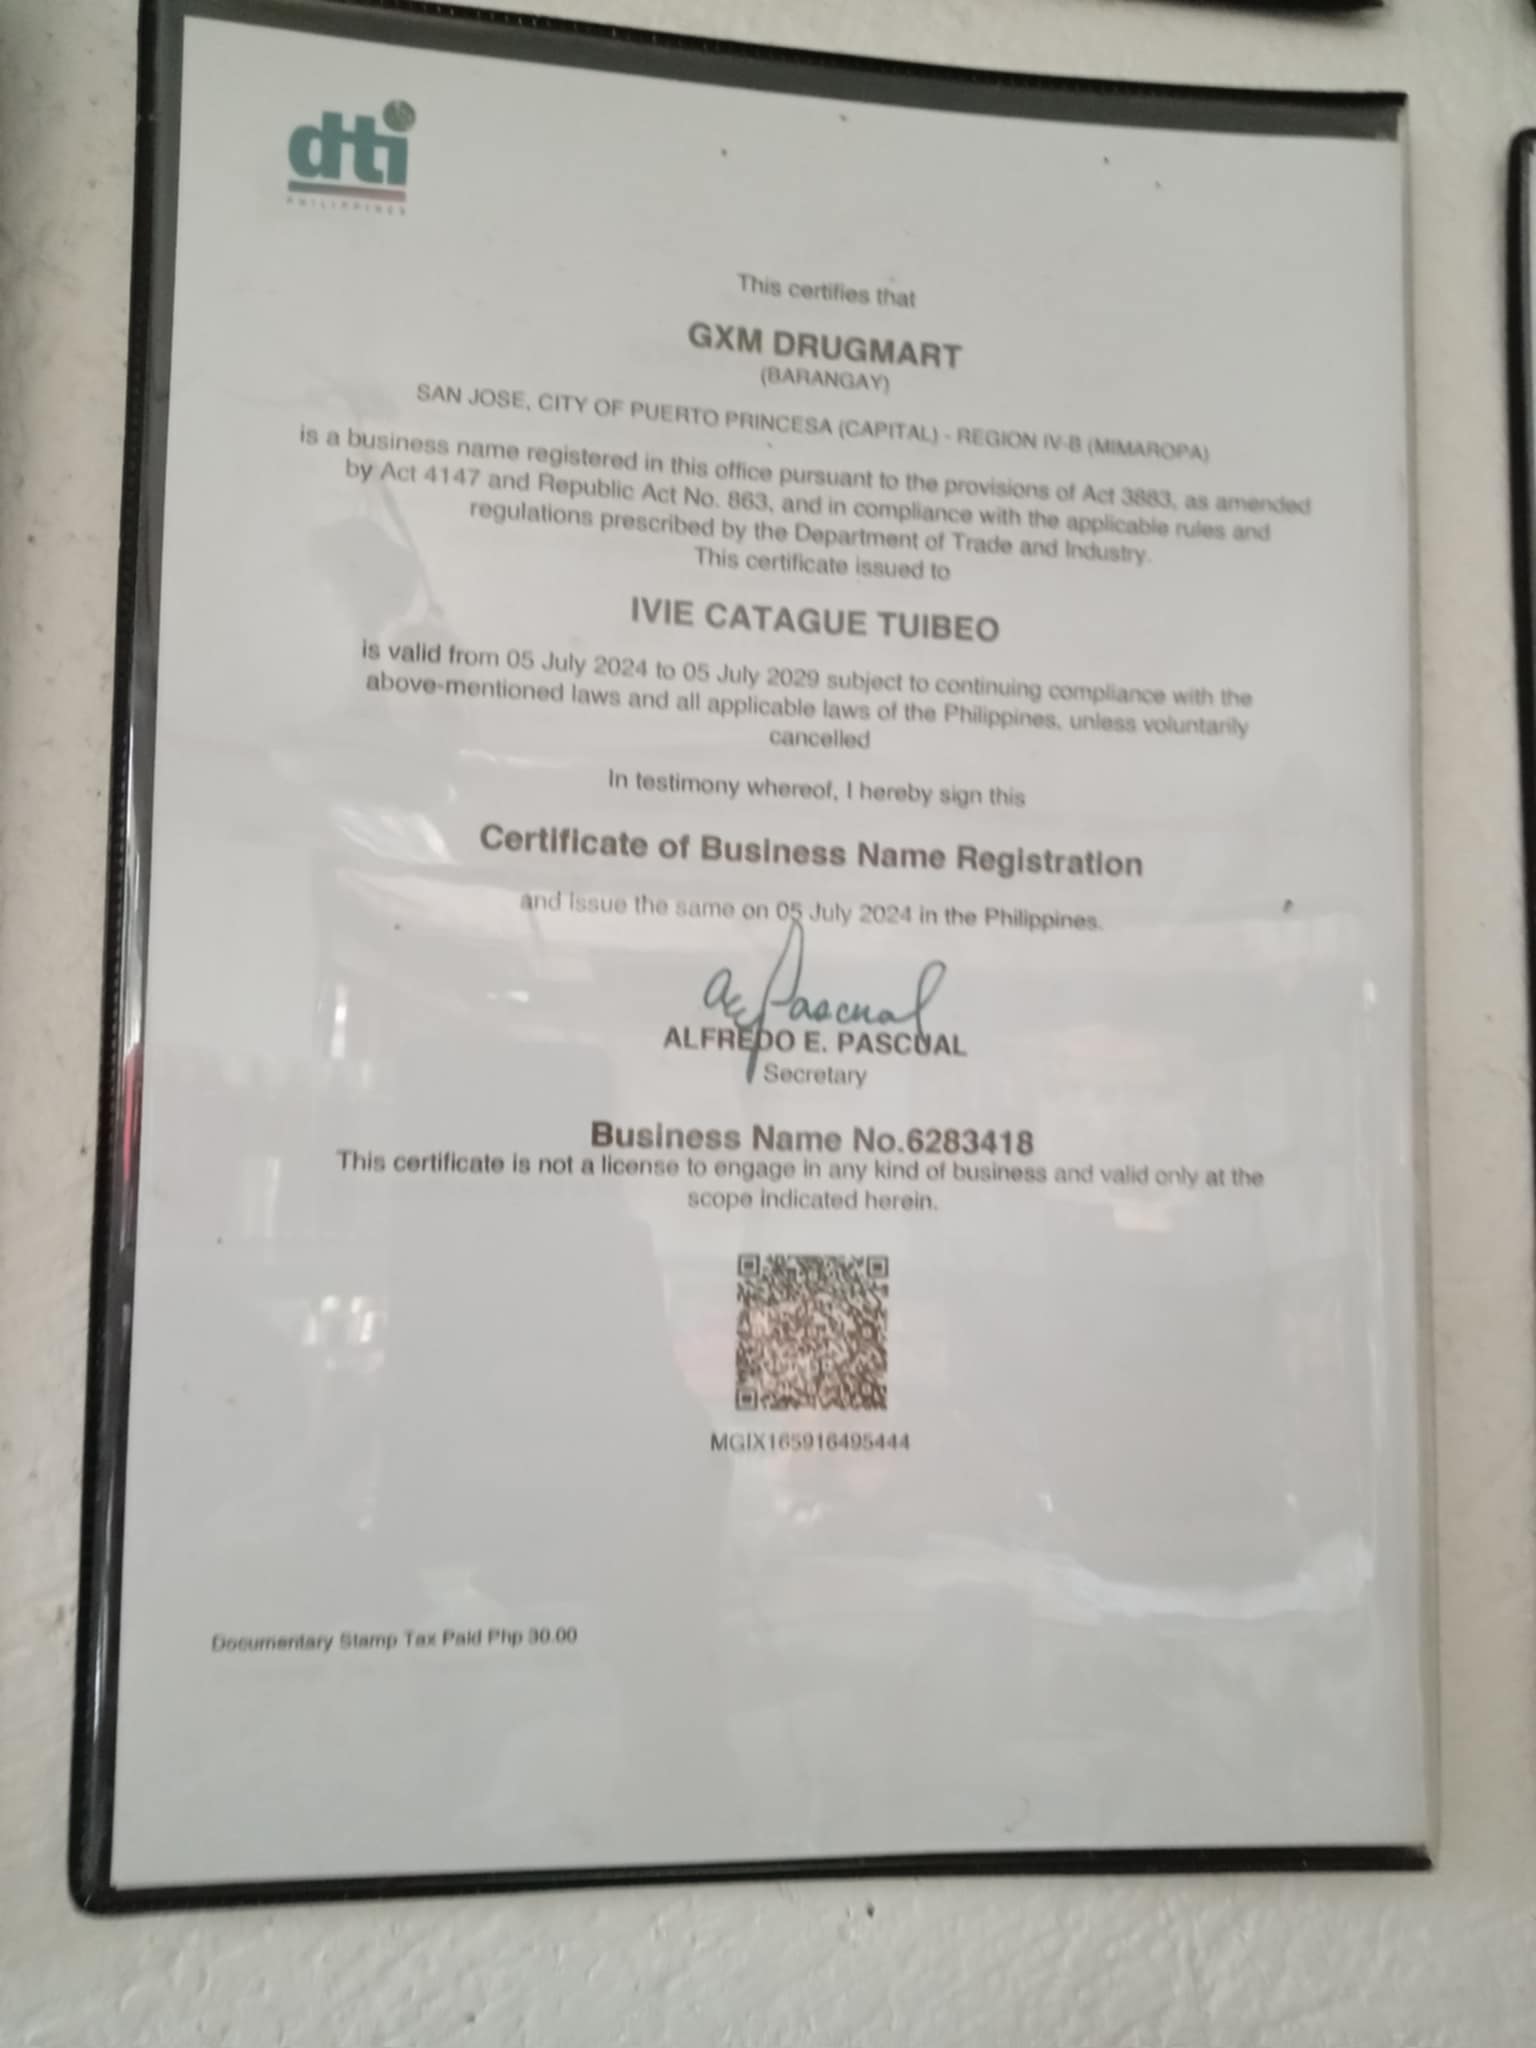 dti
PHILIPPINES
This certifies that
GXM DRUGMART
(BARANGAY)
SAN JOSE, CITY OF PUERTO PRINCESA (CAPITAL) - REGION IV-B (MIMAROPA)
is a business name registered in this office pursuant to the provisions of Act 3883, as amended
by Act 4147 and Republic Act No. 863, and in compliance with the applicable rules and
regulations prescribed by the Department of Trade and Industry.
This certificate issued to
IVIE CATAGUE TUIBEO
is valid from 05 July 2024 to 05 July 2029 subject to continuing compliance with the
above-mentioned laws and all applicable laws of the Philippines, unless voluntarily
cancelled
In testimony whereof, I hereby sign this
Certificate of Business Name Registration
and issue the same on 05 July 2024 in the Philippines.
ae Pascual
ALFREDO E. PASCUAL
Secretary
Business Name No.6283418
This certificate is not a license to engage in any kind of business and valid only at the
scope indicated herein.
MGIX165916495444
Documentary Stamp Tax Paid Php 30.00